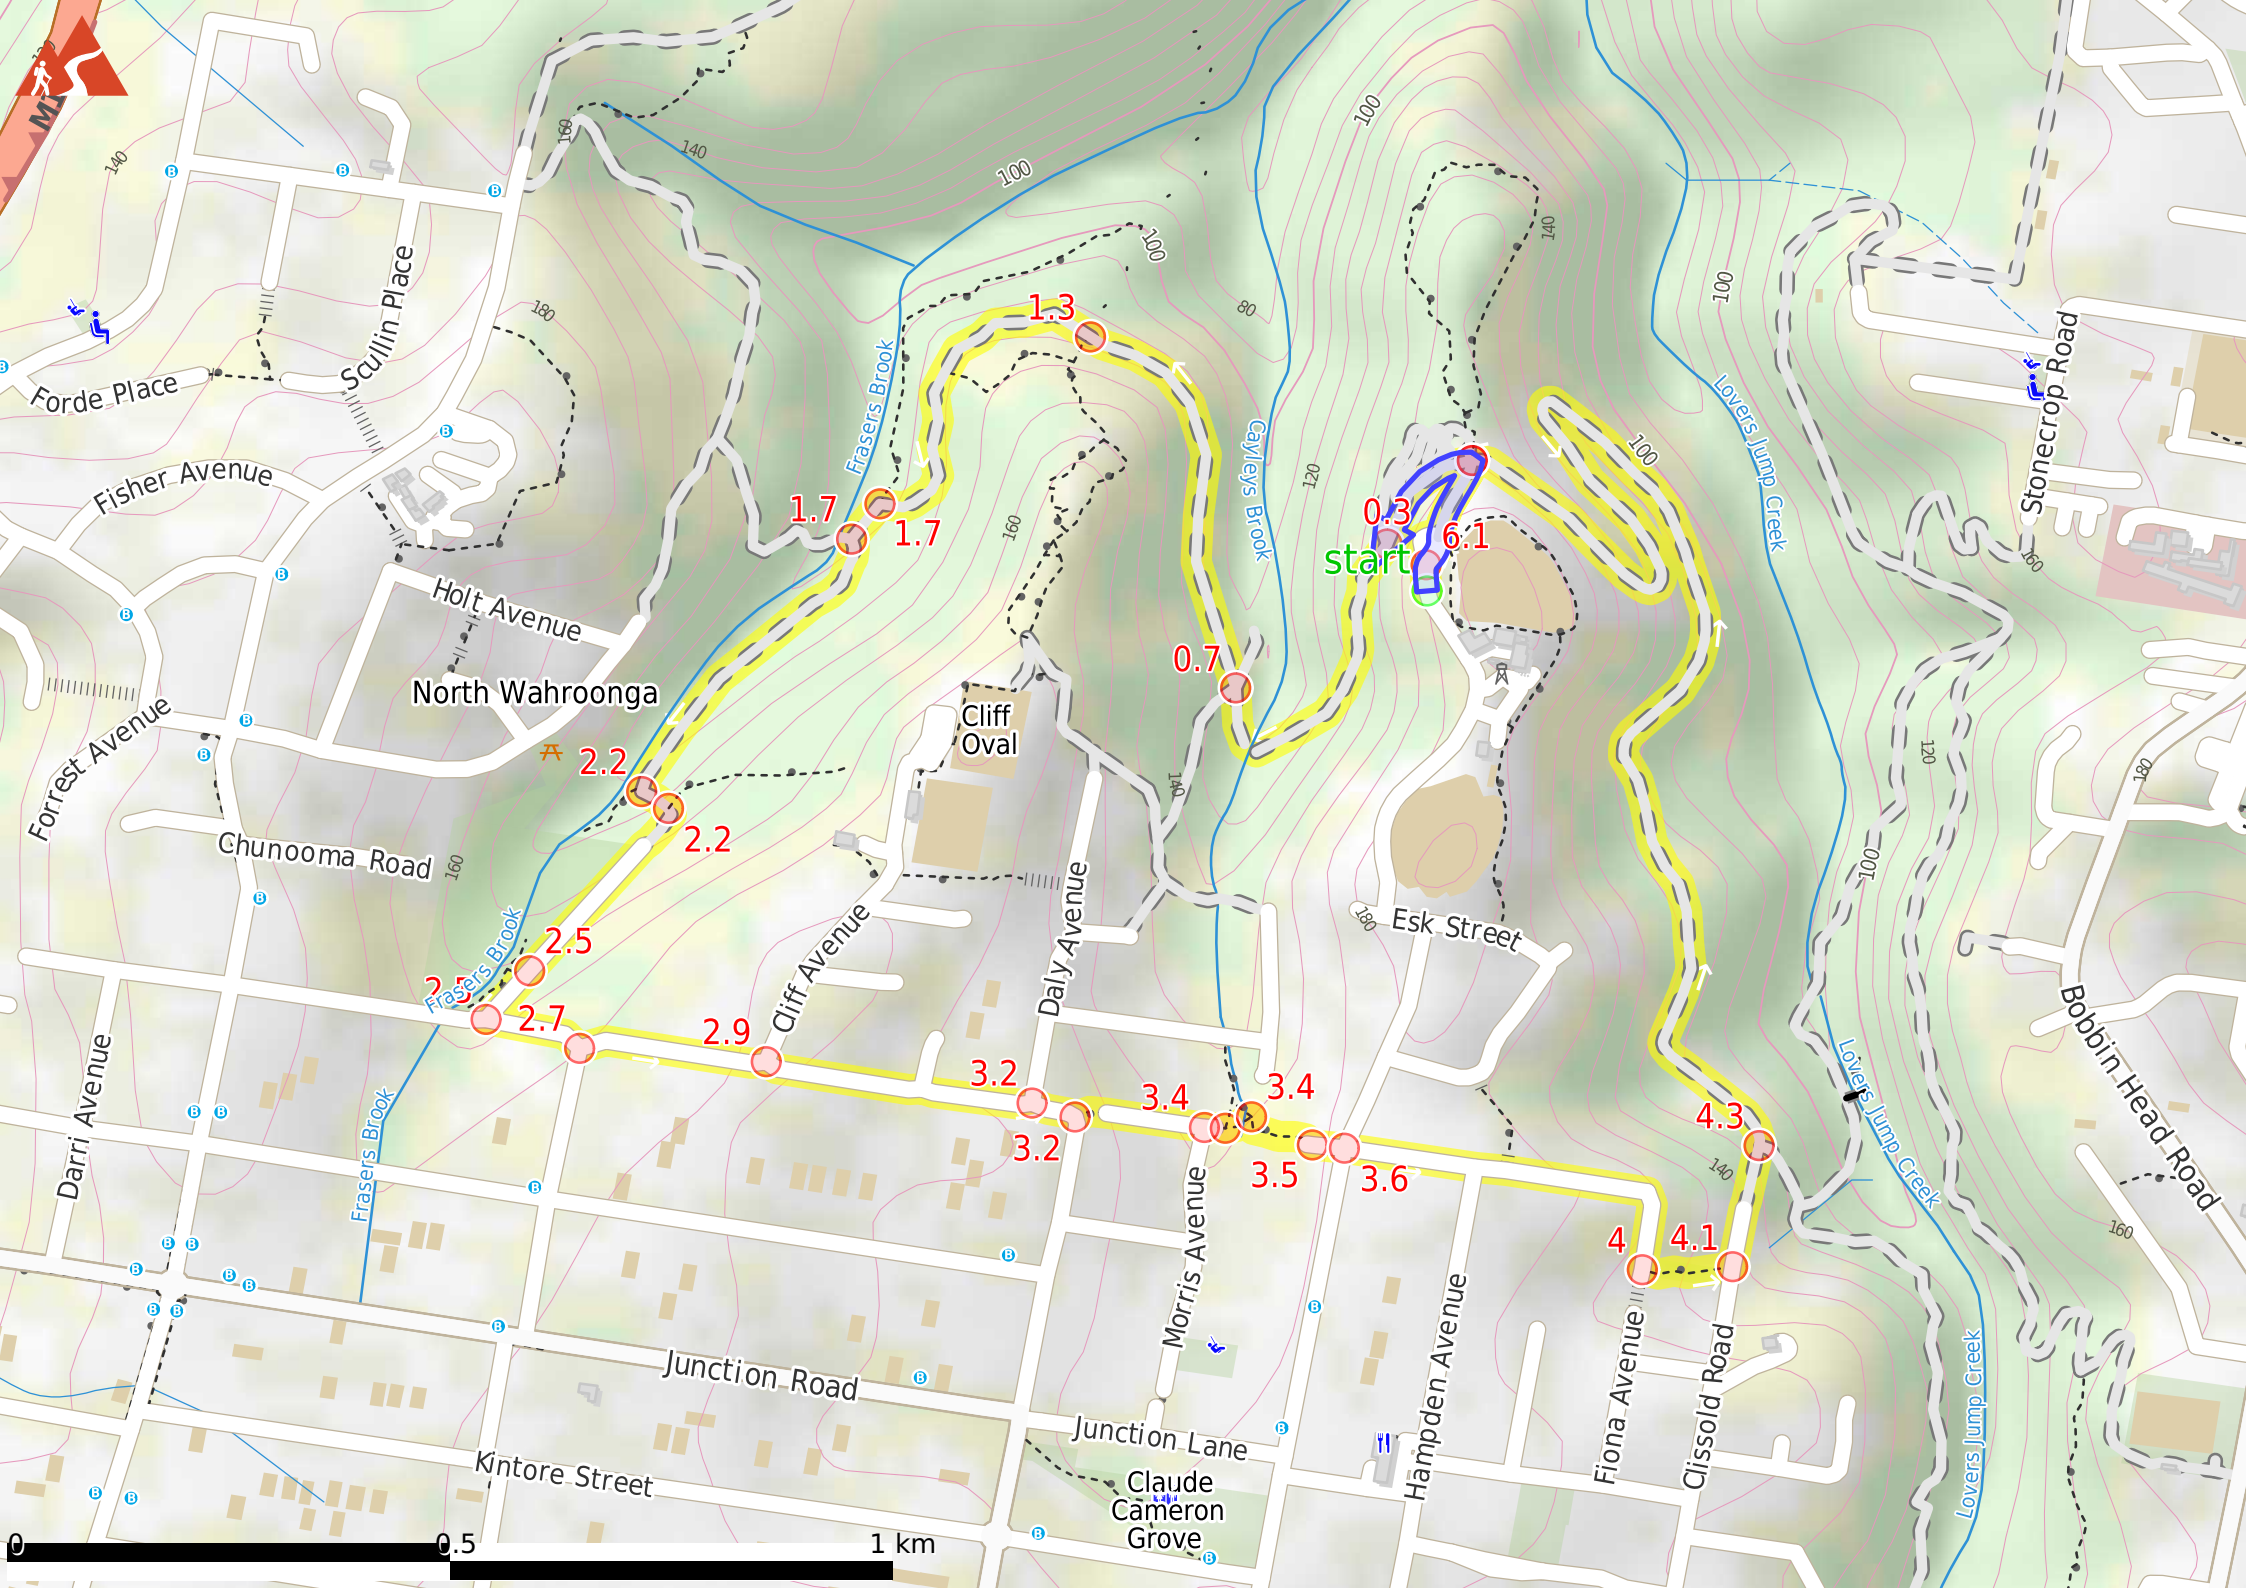 160
140
140
100
100
100
140
100
180
80
Scullin Place
Forde Place
Fisher Avenue
Frasers Brook
Cayleys Brook
Lovers Jump Creek
Stonecrop Road
1.3
1.7
1.7
0.3
6.1
start
120
160
100
160
Holt Avenue
North Wahroonga
Forrest Avenue
0.7
Cliff
Oval
2.2
2.2
140
120
180
Chunooma Road
160
Cliff Avenue
Daly Avenue
180
Esk Street
100
2.5
2.5
Frasers Brook
2.7
2.9
3.2
3.2
3.4
3.4
3.5
3.6
Darri Avenue
Frasers Brook
Bobbin Head Road
Lovers Jump Creek
4.3
140
4
4.1
160
Morris Avenue
Hampden Avenue
Fiona Avenue
Clissold Road
Lovers Jump Creek
Junction Road
Junction Lane
Kintore Street
Claude
Cameron
Grove
0
0.5
1 km